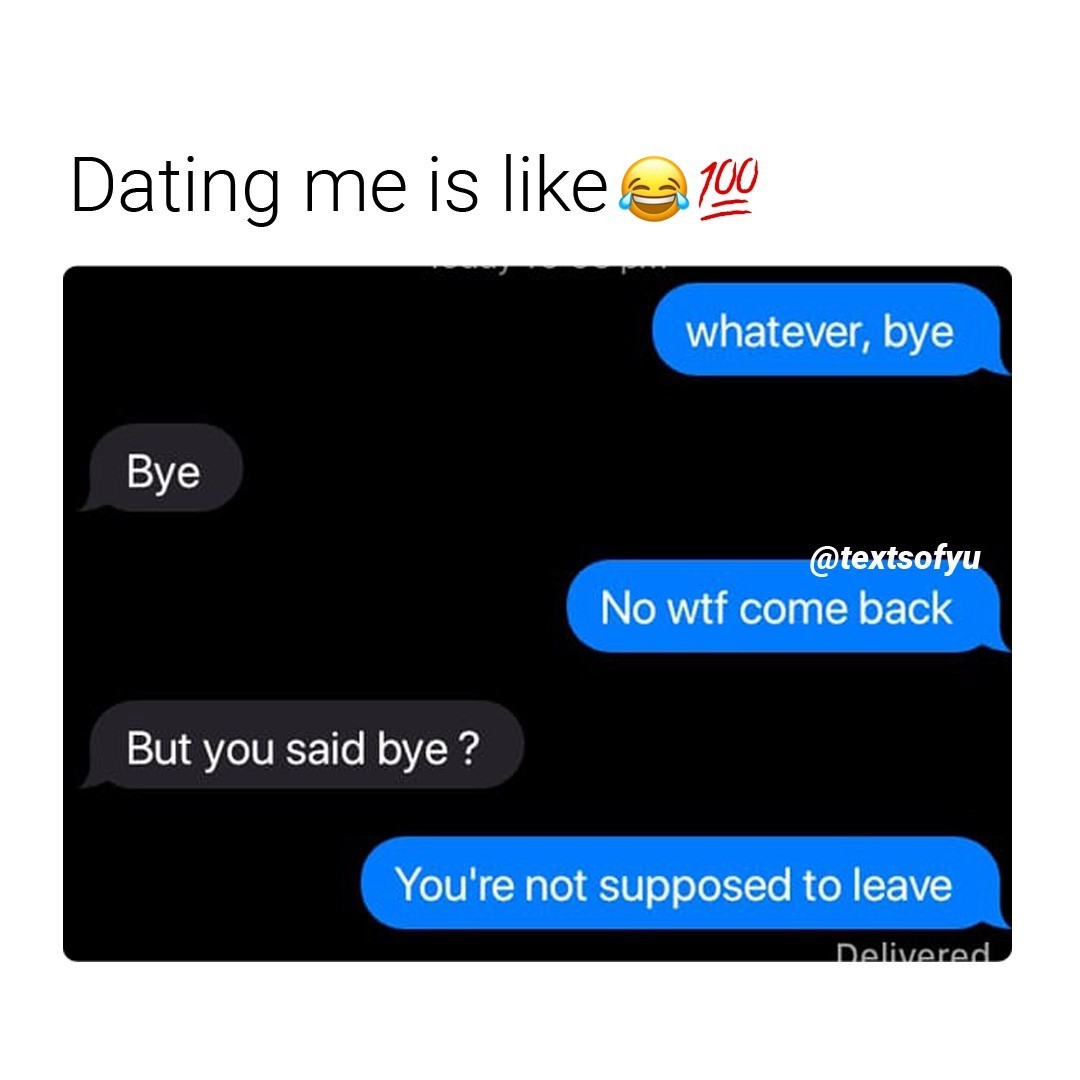 Dating me is like😂💯
whatever, bye
Bye
@textsofyu
No wtf come back
But you said bye ?
You're not supposed to leave
Delivered